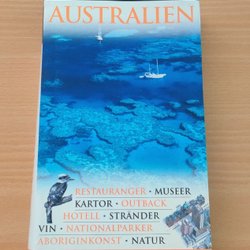 AUSTRALIEN
RESTAURANGER • MUSEER
KARTOR • OUTBACK
HOTELL • STRÄNDER
VIN • NATIONALPARKER
ABORIGINKONST • NATUR